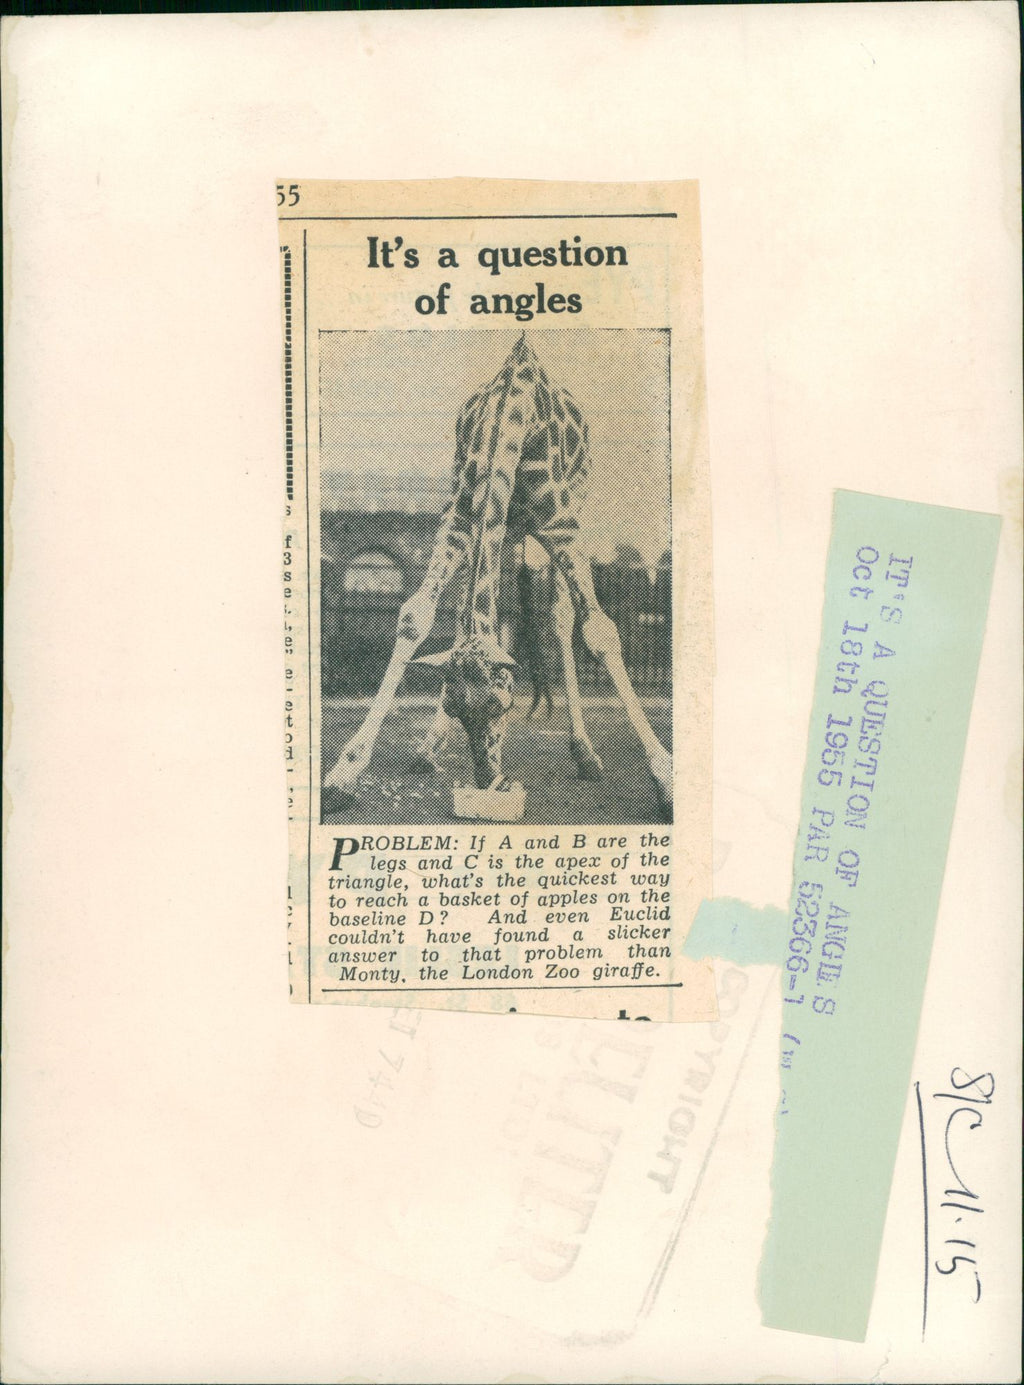 55
It's a question
of angles
PROBLEM: If A and B are the
legs and C is the apex of the
triangle, what's the quickest way
to reach a basket of apples on the
baseline D? And even Euclid
couldn't have found a slicker
answer to that problem than
Monty, the London Zoo giraffe.
to
IT'S A QUESTION OF ANGLES
Oct 18th 1955 PAR 52366-1
COPYRIGHT
S/C 11.15